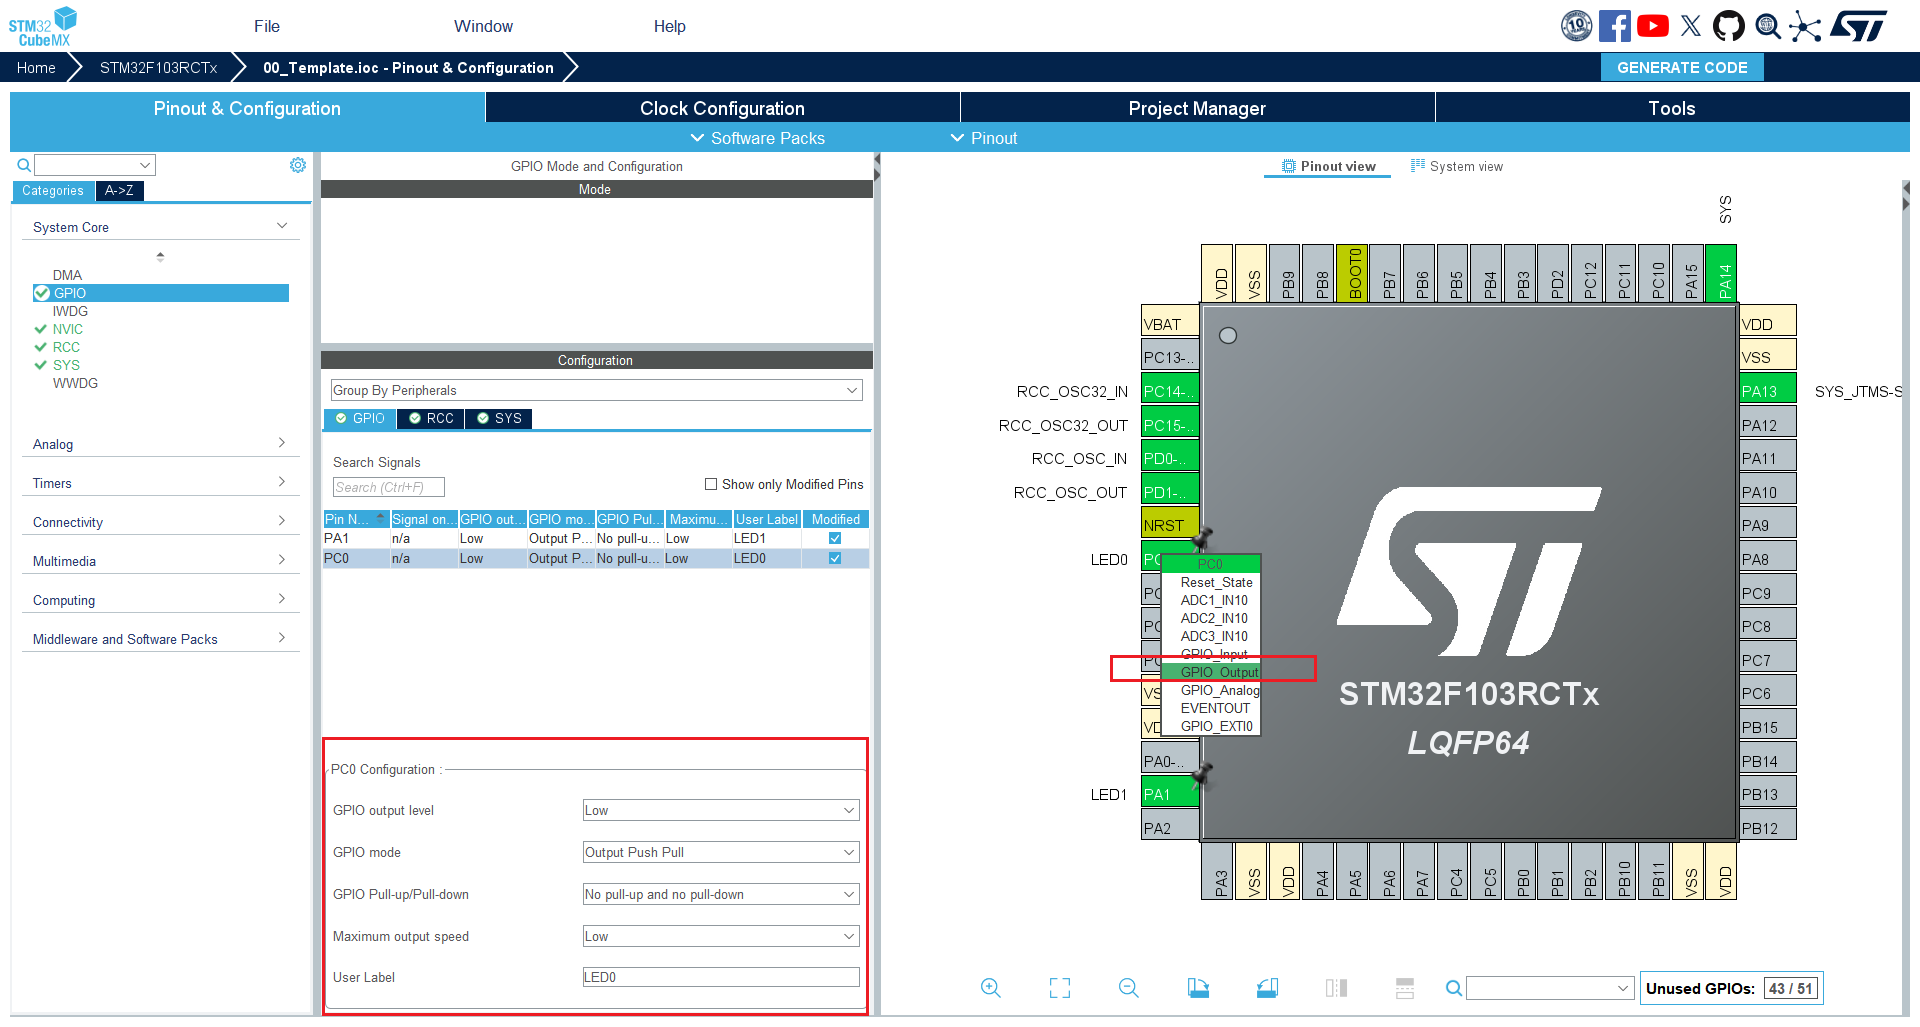 STM32
CubeMX
File
Window
Help
10
Home
STM32F103RCTx
00_Template.ioc - Pinout & Configuration
GENERATE CODE
Pinout & Configuration
Clock Configuration
Project Manager
Tools
Software Packs
Pinout
Categories
A->Z
System Core
DMA
GPIO
IWDG
NVIC
RCC
SYS
WWDG
Analog
Timers
Connectivity
Multimedia
Computing
Middleware and Software Packs
GPIO Mode and Configuration
Mode
Configuration
Group By Peripherals
GPIO
RCC
SYS
Search Signals
Search (Ctrl+F)
Show only Modified Pins
Pin N... Signal on... GPIO out... GPIO mo... GPIO Pul... Maximu... User Label Modified
PA1 n/a Low Output P... No pull-u... Low LED1
PC0 n/a Low Output P... No pull-u... Low LED0
PC0 Configuration :
GPIO output level
Low
GPIO mode
Output Push Pull
GPIO Pull-up/Pull-down
No pull-up and no pull-down
Maximum output speed
Low
User Label
LED0
Pinout view
System view
SYS
VDD
VSS
PB9
PB8
BOOT0
PB7
PB6
PB5
PB4
PB3
PD2
PC12
PC11
PC10
PA15
PA14
VBAT
PC13-..
RCC_OSC32_IN
PC14-..
RCC_OSC32_OUT
PC15-..
RCC_OSC_IN
PD0-..
RCC_OSC_OUT
PD1-..
NRST
LED0
PC
PC
PC
PC
VS
VD
PA0-..
LED1
PA1
PA2
PC0
Reset_State
ADC1_IN10
ADC2_IN10
ADC3_IN10
GPIO_Input
GPIO_Output
GPIO_Analog
EVENTOUT
GPIO_EXTI0
STM32F103RCTx
LQFP64
VDD
VSS
PA13
SYS_JTMS-S
PA12
PA11
PA10
PA9
PA8
PC9
PC8
PC7
PC6
PB15
PB14
PB13
PB12
PA3
VSS
VDD
PA4
PA5
PA6
PA7
PC4
PC5
PB0
PB1
PB2
PB10
PB11
VSS
VDD
Unused GPIOs:
43 / 51